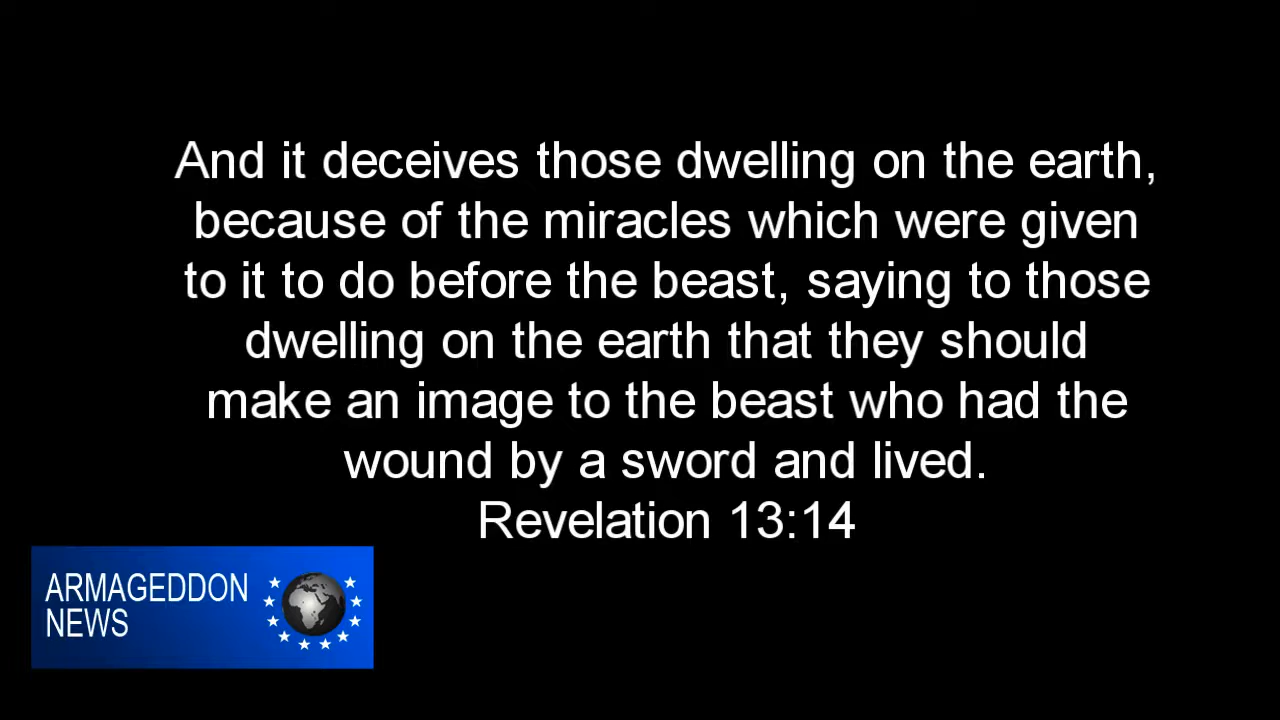 And it deceives those dwelling on the earth,
because of the miracles which were given
to it to do before the beast, saying to those
dwelling on the earth that they should
make an image to the beast who had the
wound by a sword and lived.
Revelation 13:14
ARMAGEDDON
NEWS